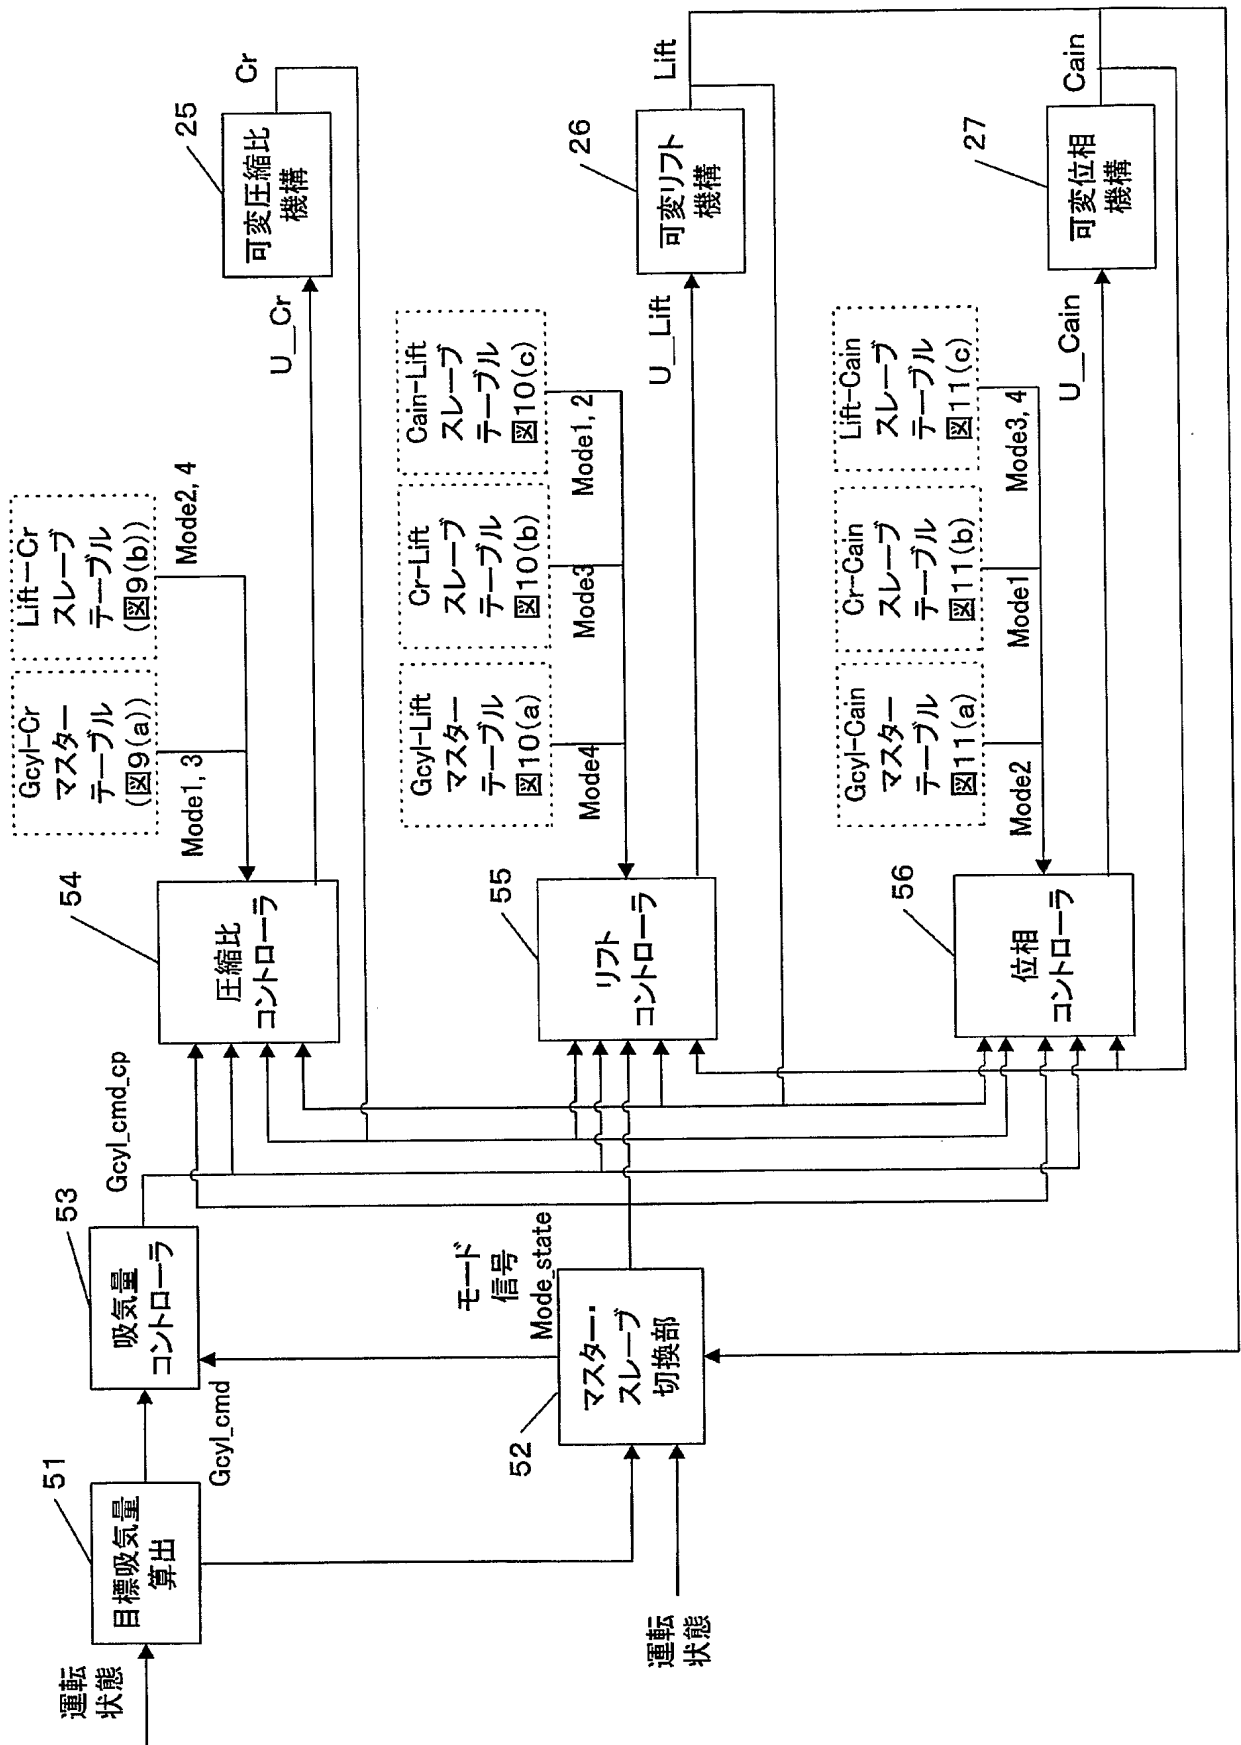 運転
状態
51
目標吸気量
算出
Gcyl_cmd
53
吸気量
コントローラ
Gcyl_cmd_cp
運転
状態
52
マスター・
スレーブ
切換部
モード
信号
Mode_state
54
圧縮比
コントローラ
Gcyl-Cr
マスター
テーブル
(図9(a))
Mode1, 3
Lift-Cr
スレーブ
テーブル
(図9(b))
Mode2, 4
U_Cr
25
可変圧縮比
機構
Cr
55
リフト
コントローラ
Gcyl-Lift
マスター
テーブル
図10(a)
Mode4
Cr-Lift
スレーブ
テーブル
図10(b)
Mode3
Cain-Lift
スレーブ
テーブル
図10(c)
Mode1, 2
U_Lift
26
可変リフト
機構
Lift
56
位相
コントローラ
Gcyl-Cain
マスター
テーブル
図11(a)
Mode2
Cr-Cain
スレーブ
テーブル
図11(b)
Mode1
Lift-Cain
スレーブ
テーブル
図11(c)
Mode3, 4
U_Cain
27
可変位相
機構
Cain